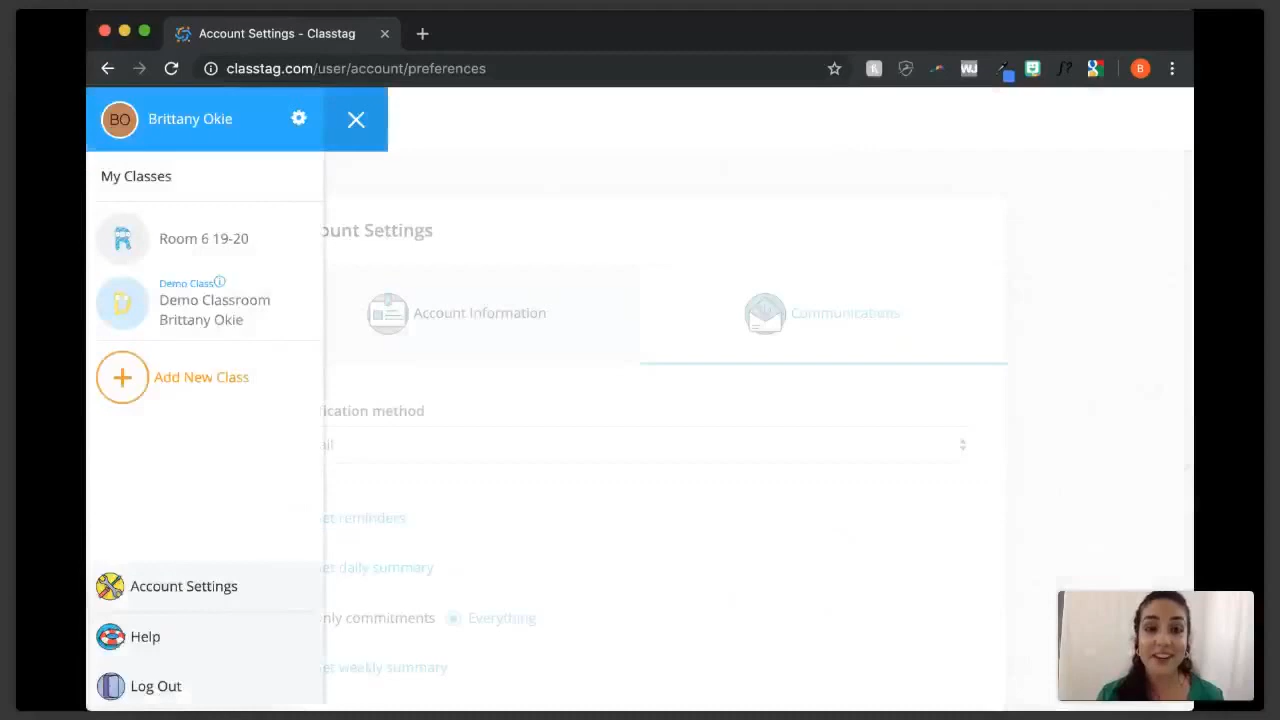 Account Settings - Classtag
classtag.com/user/account/preferences
BO Brittany Okie
My Classes
Room 6 19-20
Demo Class
Demo Classroom
Brittany Okie
Add New Class
Account Settings
Help
Log Out
ount Settings
Account Information
Communications
ication method
ail
et reminders
et daily summary
nly commitments Everything
et weekly summary